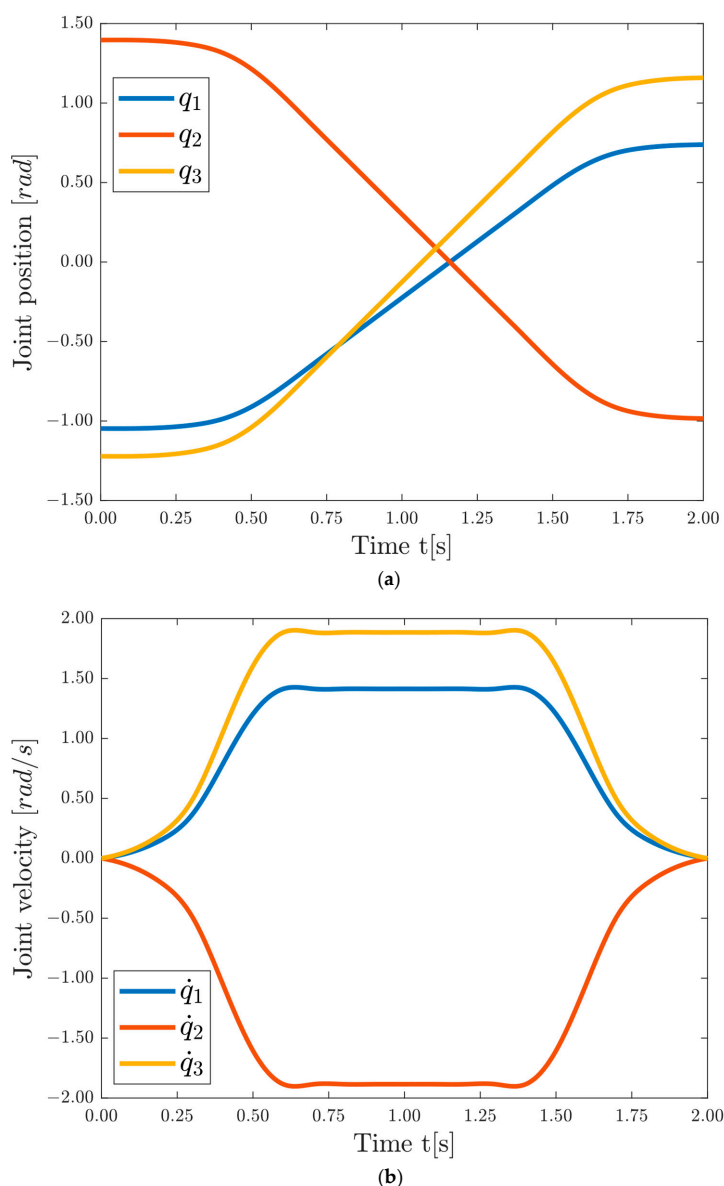 1.50
1.00
0.50
0.00
−0.50
−1.00
−1.50
Joint position [rad]
q1
q2
q3
0.00 0.25 0.50 0.75 1.00 1.25 1.50 1.75 2.00
Time t[s]
(a)
2.00
1.50
1.00
0.50
0.00
−0.50
−1.00
−1.50
−2.00
Joint velocity [rad/s]
q̇1
q̇2
q̇3
0.00 0.25 0.50 0.75 1.00 1.25 1.50 1.75 2.00
Time t[s]
(b)